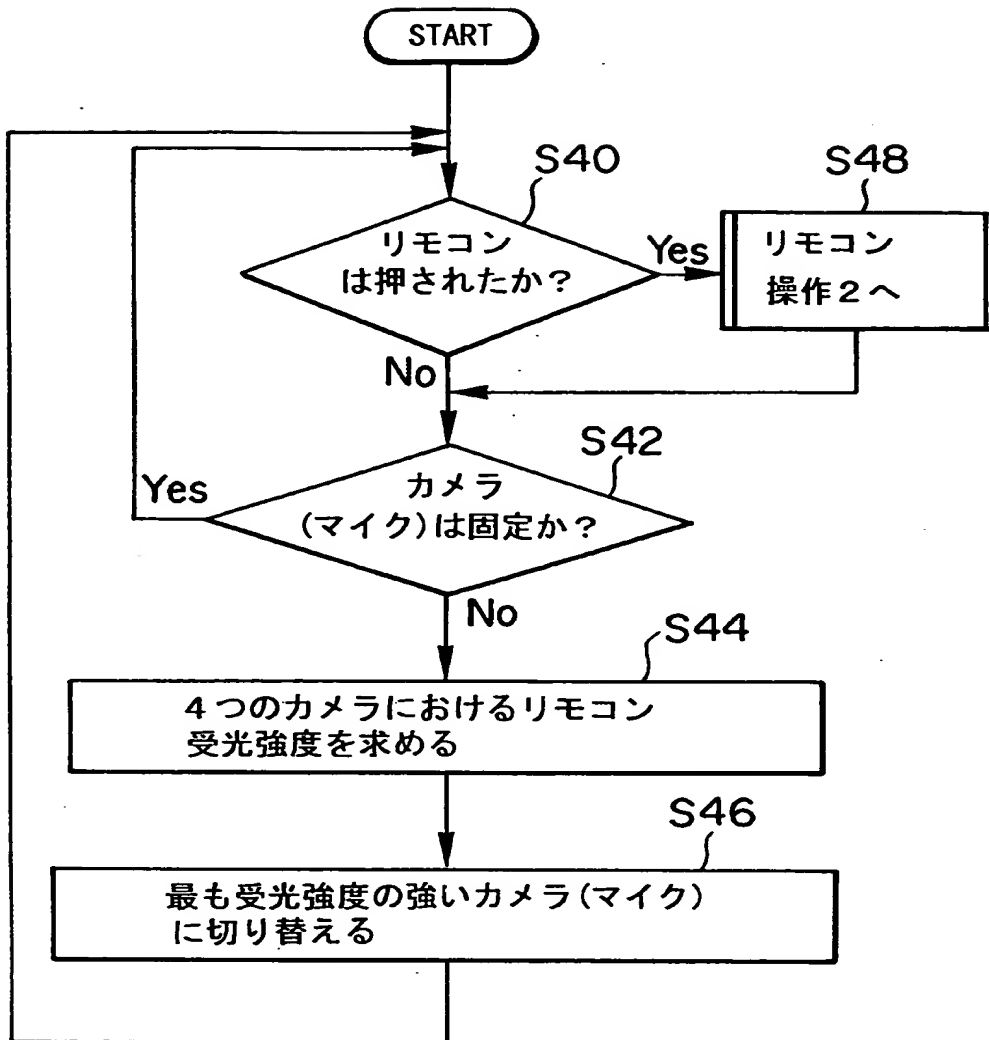 START
S40
リモコン
は押されたか？
Yes
S48
リモコン
操作2へ
No
S42
カメラ
(マイク)は固定か？
Yes
No
S44
4つのカメラにおけるリモコン
受光強度を求める
S46
最も受光強度の強いカメラ(マイク)
に切り替える